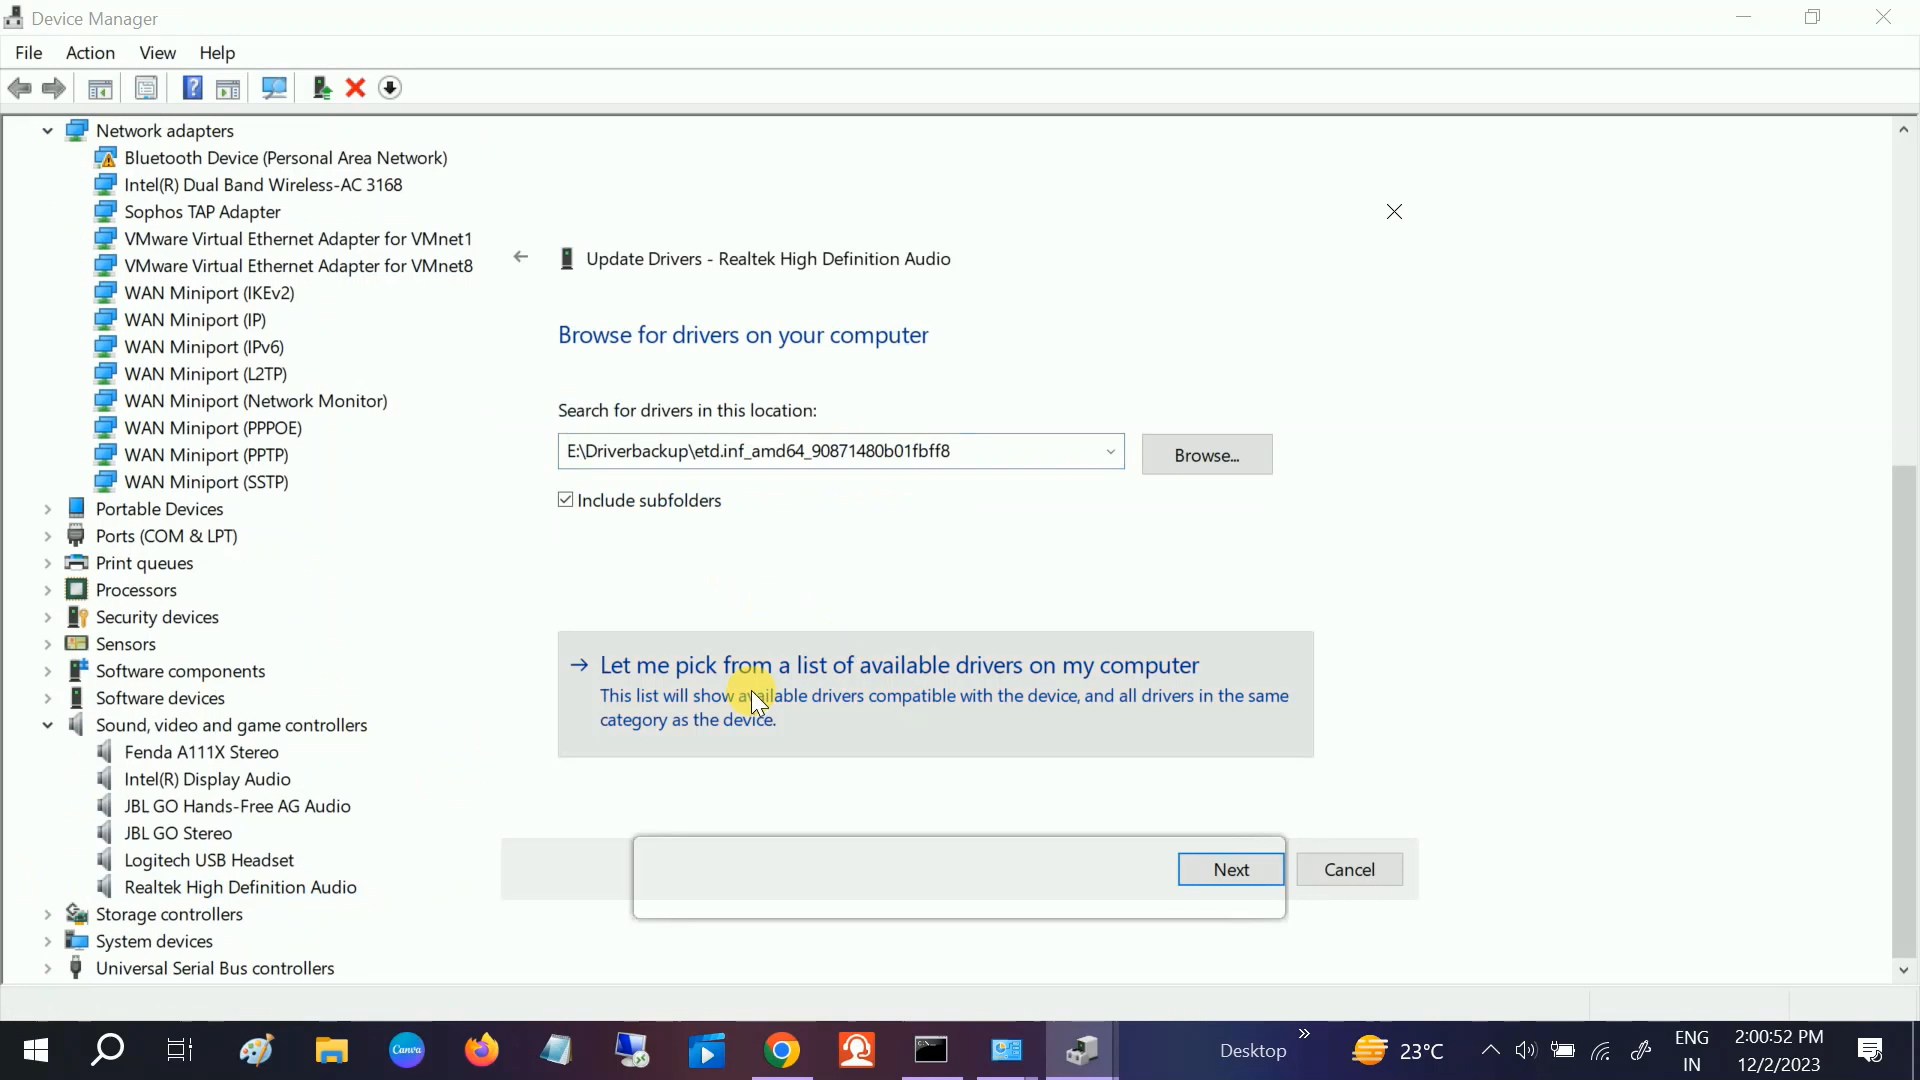 Device Manager
File Action View Help
Network adapters
Bluetooth Device (Personal Area Network)
Intel(R) Dual Band Wireless-AC 3168
Sophos TAP Adapter
VMware Virtual Ethernet Adapter for VMnet1
VMware Virtual Ethernet Adapter for VMnet8
WAN Miniport (IKEv2)
WAN Miniport (IP)
WAN Miniport (IPv6)
WAN Miniport (L2TP)
WAN Miniport (Network Monitor)
WAN Miniport (PPPOE)
WAN Miniport (PPTP)
WAN Miniport (SSTP)
Portable Devices
Ports (COM & LPT)
Print queues
Processors
Security devices
Sensors
Software components
Software devices
Sound, video and game controllers
Fenda A111X Stereo
Intel(R) Display Audio
JBL GO Hands-Free AG Audio
JBL GO Stereo
Logitech USB Headset
Realtek High Definition Audio
Storage controllers
System devices
Universal Serial Bus controllers
Update Drivers - Realtek High Definition Audio
Browse for drivers on your computer
Search for drivers in this location:
E:\Driverbackup\etd.inf_amd64_90871480b01fbff8
Browse...
Include subfolders
Let me pick from a list of available drivers on my computer
This list will show available drivers compatible with the device, and all drivers in the same
category as the device.
Next
Cancel
Canva
Desktop
23°C
ENG
IN
2:00:52 PM
12/2/2023